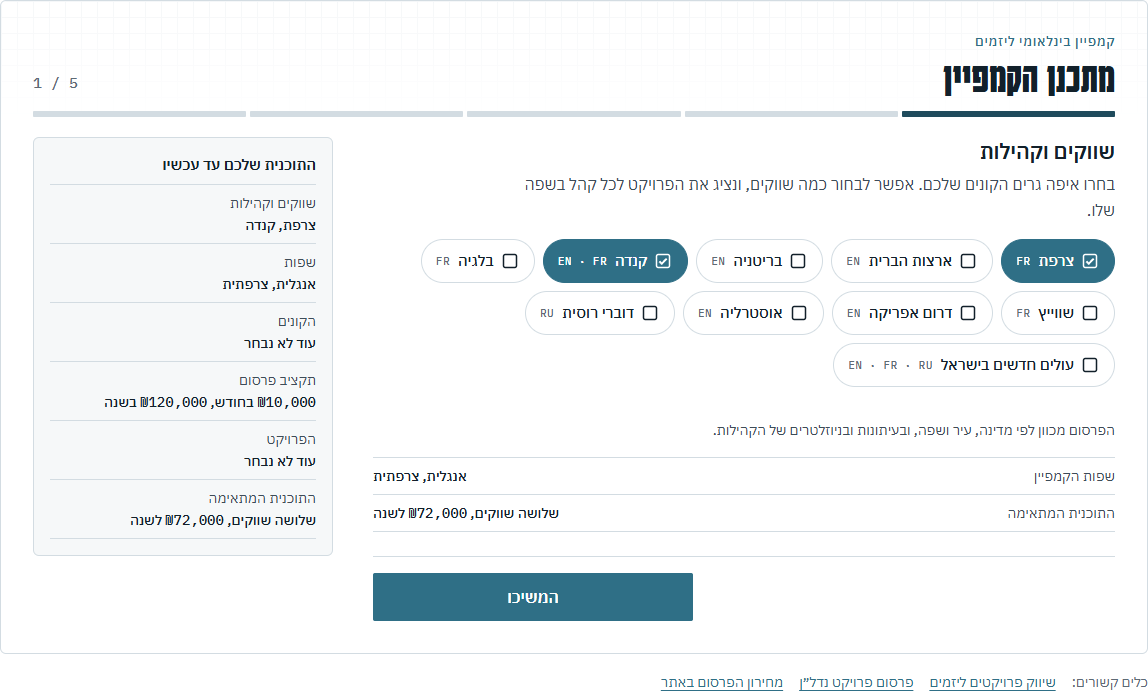 קמפיין בינלאומי ליזמים
מתכנן הקמפיין
1 / 5
שווקים וקהילות
בחרו איפה גרים הקונים שלכם. אפשר לבחור כמה שווקים, ונציג את הפרויקט לכל קהל בשפה
שלו.
צרפת FR
ארצות הברית EN
בריטניה EN
קנדה EN · FR
בלגיה FR
שווייץ FR
דרום אפריקה EN
אוסטרליה EN
דוברי רוסית RU
עולים חדשים בישראל EN · FR · RU
הפרסום מכוון לפי מדינה, עיר ושפה, ובעיתונות ובניוזלטרים של הקהילות.
שפות הקמפיין אנגלית, צרפתית
התוכנית המתאימה שלושה שווקים, ₪72,000 לשנה
המשיכו
התוכנית שלכם עד עכשיו
שווקים וקהילות
צרפת, קנדה
שפות
אנגלית, צרפתית
הקונים
עוד לא נבחר
תקציב פרסום
₪10,000 בחודש, ₪120,000 בשנה
הפרויקט
עוד לא נבחר
התוכנית המתאימה
שלושה שווקים, ₪72,000 לשנה
כלים קשורים: שיווק פרויקטים ליזמים פרסום פרויקט נדל״ן מחירון הפרסום באתר